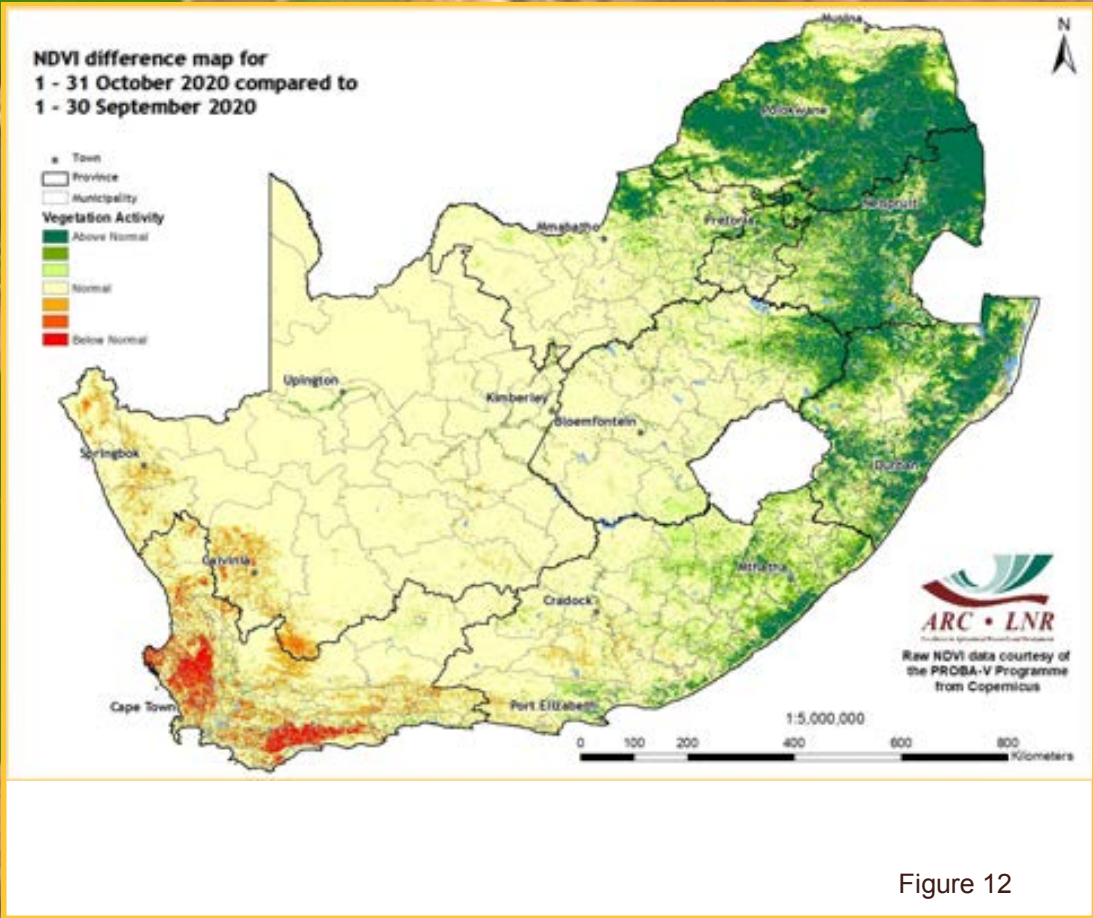 NDVI difference map for
1 - 31 October 2020 compared to
1 - 30 September 2020
N
Town
Province
Municipality
Vegetation Activity
Above Normal
Normal
Below Normal
Musina
Polokwane
Nelspruit
Pretoria
Mmabatho
Upington
Kimberley
Bloemfontein
Springbok
Durban
Calvinia
Mthatha
Cradock
Cape Town
Port Elizabeth
ARC • LNR
Raw NDVI data courtesy of
the PROBA-V Programme
from Copernicus
1:5,000,000
0 100 200 400 600 800
Kilometers
Figure 12